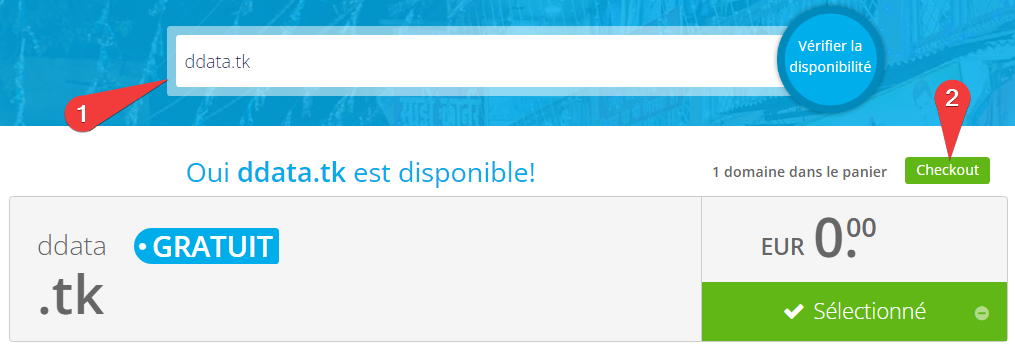 ddata.tk
Vérifier la
disponibilité
1
2
Oui ddata.tk est disponible!
1 domaine dans le panier
Checkout
ddata
• GRATUIT
.tk
EUR 0.00
Sélectionné